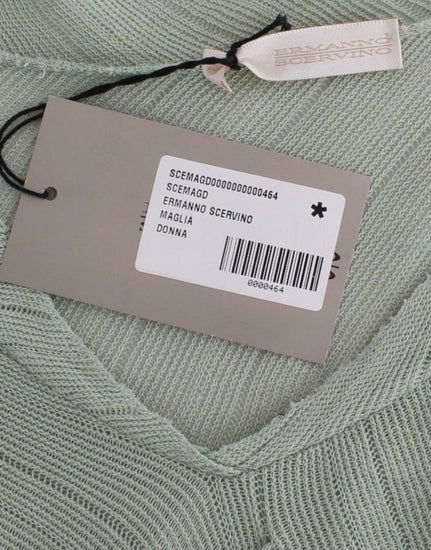 ERMANNO
SCERVINO
SCEMAGD0000000000464
SCEMAGD
ERMANNO SCERVINO
MAGLIA
DONNA
*
0000464